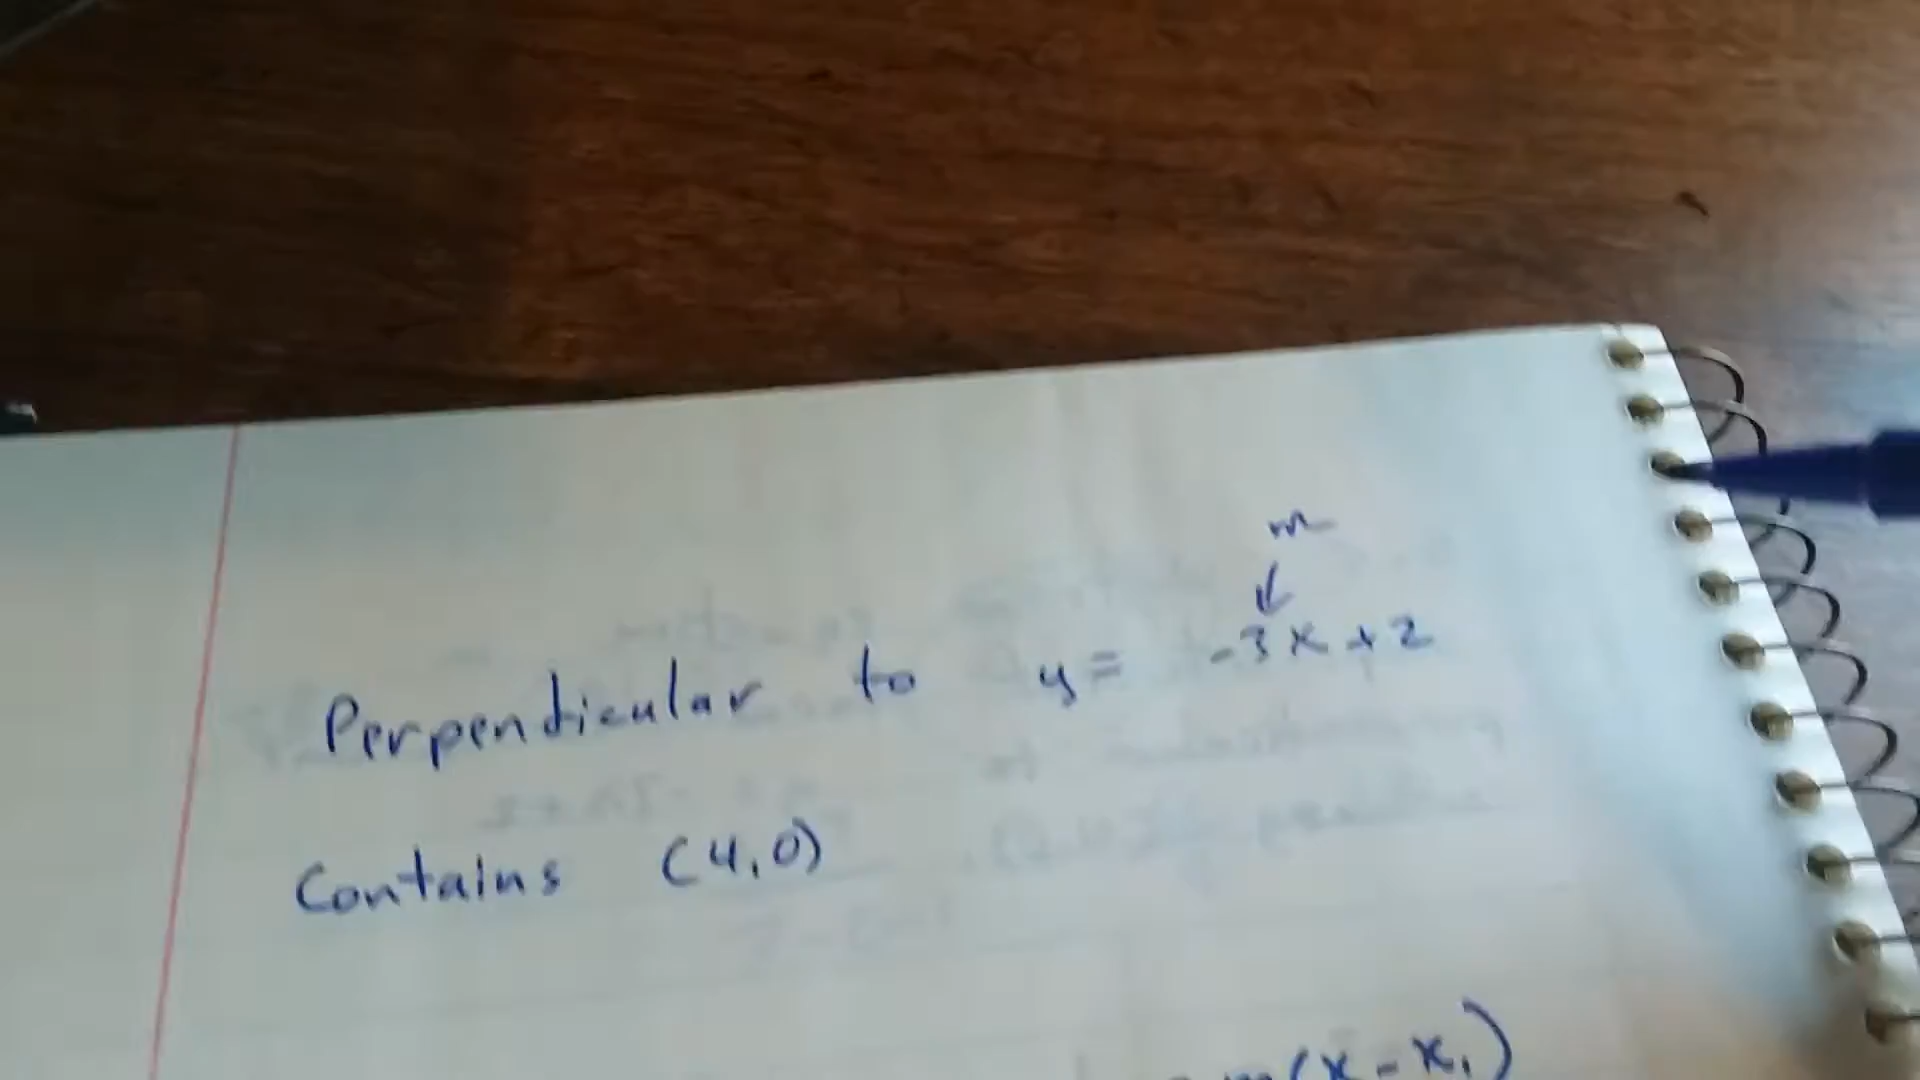 m
↓
Perpendicular to y = -3x + 2
Contains (4,0)
m(x - x₁)